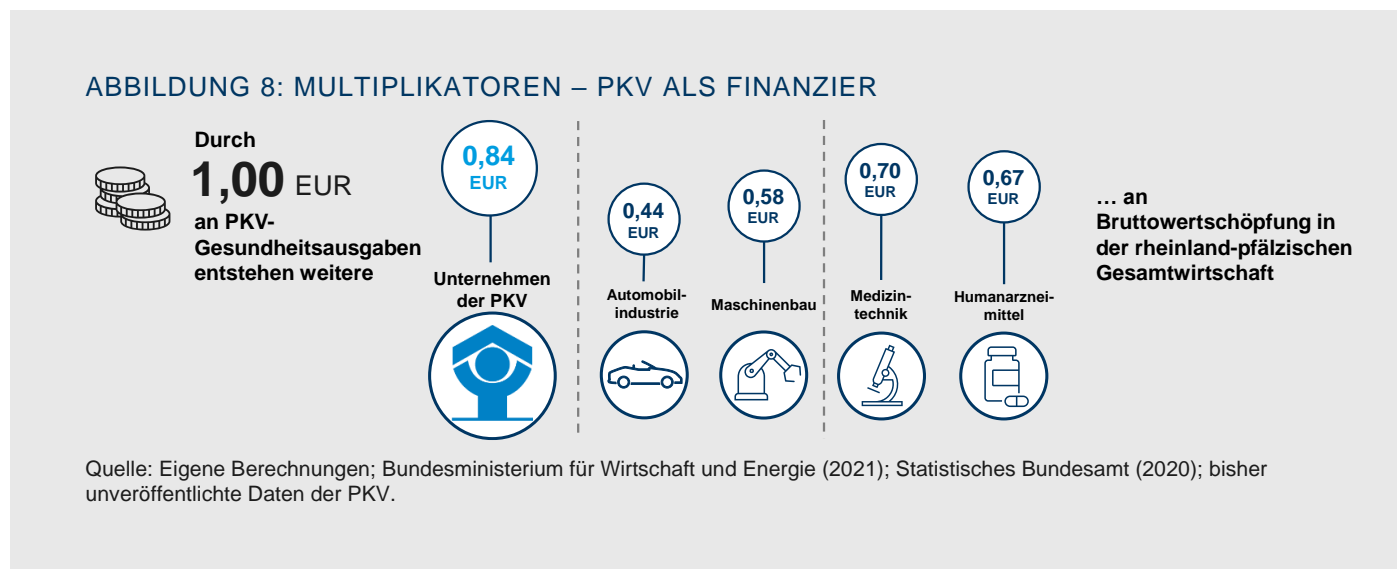 ABBILDUNG 8: MULTIPLIKATOREN – PKV ALS FINANZIER
Durch
1,00 EUR
an PKV-
Gesundheitsausgaben
entstehen weitere
0,84
EUR
Unternehmen
der PKV
0,44
EUR
Automobil-
industrie
0,58
EUR
Maschinenbau
0,70
EUR
Medizin-
technik
0,67
EUR
Humanarznei-
mittel
… an
Bruttowertschöpfung in
der rheinland-pfälzischen
Gesamtwirtschaft
Quelle: Eigene Berechnungen; Bundesministerium für Wirtschaft und Energie (2021); Statistisches Bundesamt (2020); bisher
unveröffentlichte Daten der PKV.